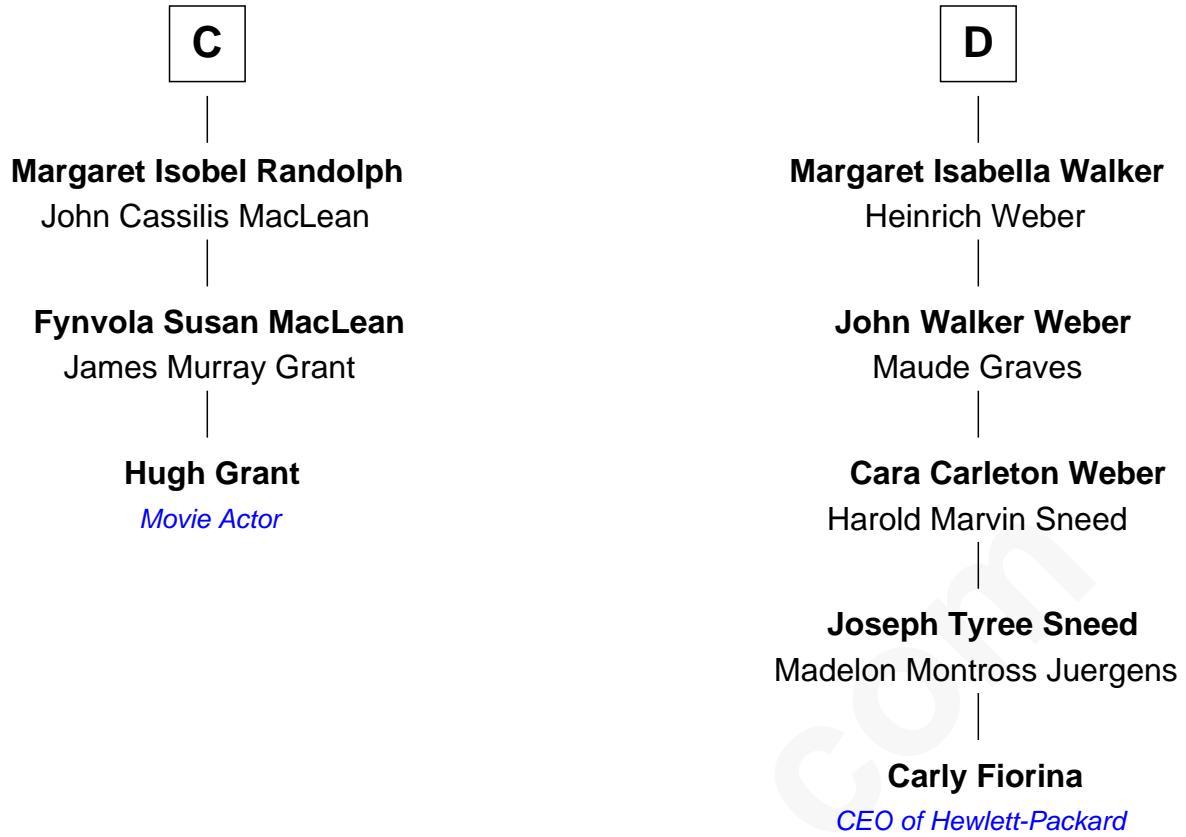 C
Margaret Isobel Randolph
John Cassilis MacLean
Fynvola Susan MacLean
James Murray Grant
Hugh Grant
Movie Actor
D
Margaret Isabella Walker
Heinrich Weber
John Walker Weber
Maude Graves
Cara Carleton Weber
Harold Marvin Sneed
Joseph Tyree Sneed
Madelon Montross Juergens
Carly Fiorina
CEO of Hewlett-Packard
com